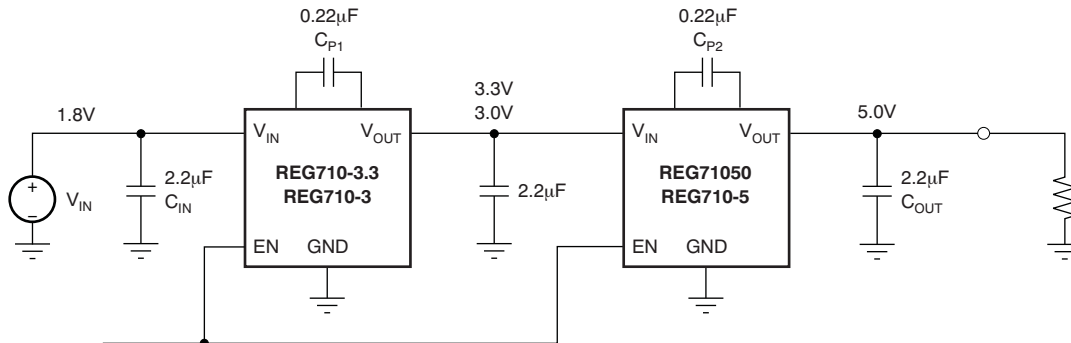 0.22μF
C_P1
0.22μF
C_P2
1.8V
3.3V
3.0V
5.0V
V_IN
V_OUT
V_IN
V_OUT
REG710-3.3
REG710-3
REG71050
REG710-5
+
−
V_IN
2.2μF
C_IN
2.2μF
2.2μF
C_OUT
EN
GND
EN
GND